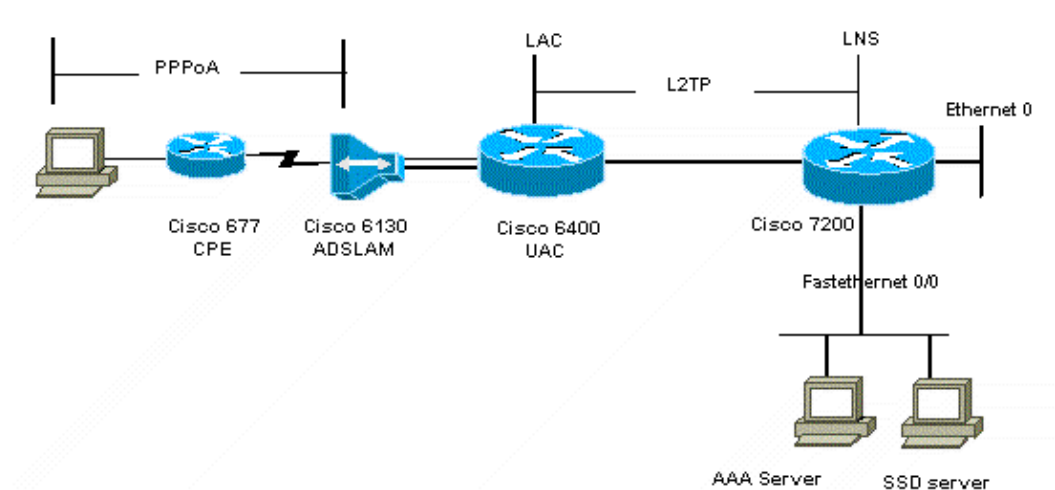 LAC
LNS
PPPoA
L2TP
Ethernet 0
Cisco 677
CPE
Cisco 6130
ADSLAM
Cisco 6400
UAC
Cisco 7200
Fastethernet 0/0
AAA Server
SSD server